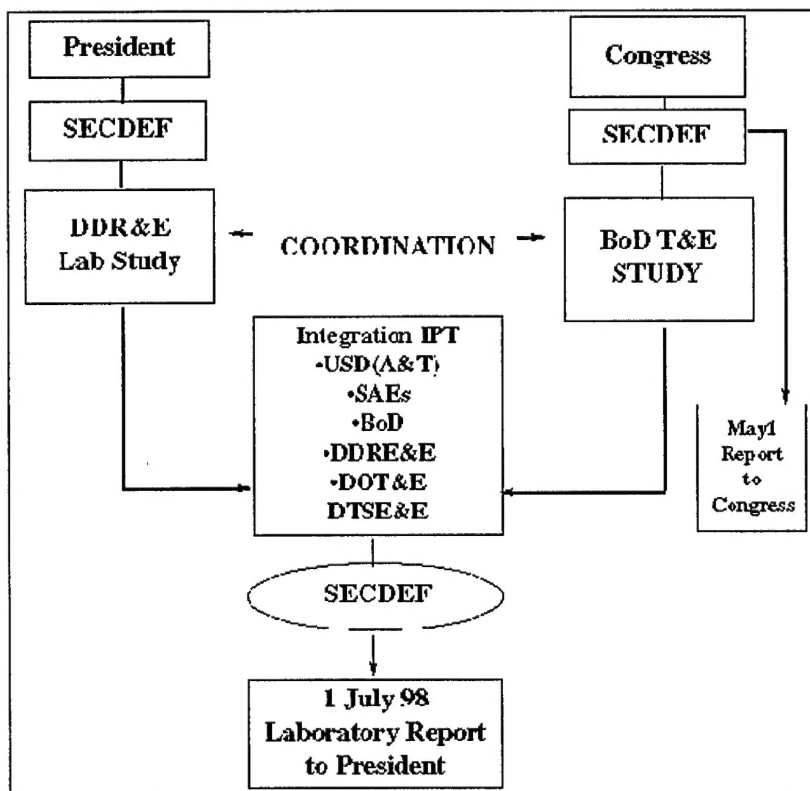 President
Congress
SECDEF
SECDEF
DDR&E
Lab Study
COORDINATION
BoD T&E
STUDY
Integration IPT
•USD(A&T)
•SAEs
•BoD
•DDRE&E
•DOT&E
DTSE&E
May1
Report
to
Congress
SECDEF
1 July 98
Laboratory Report
to President